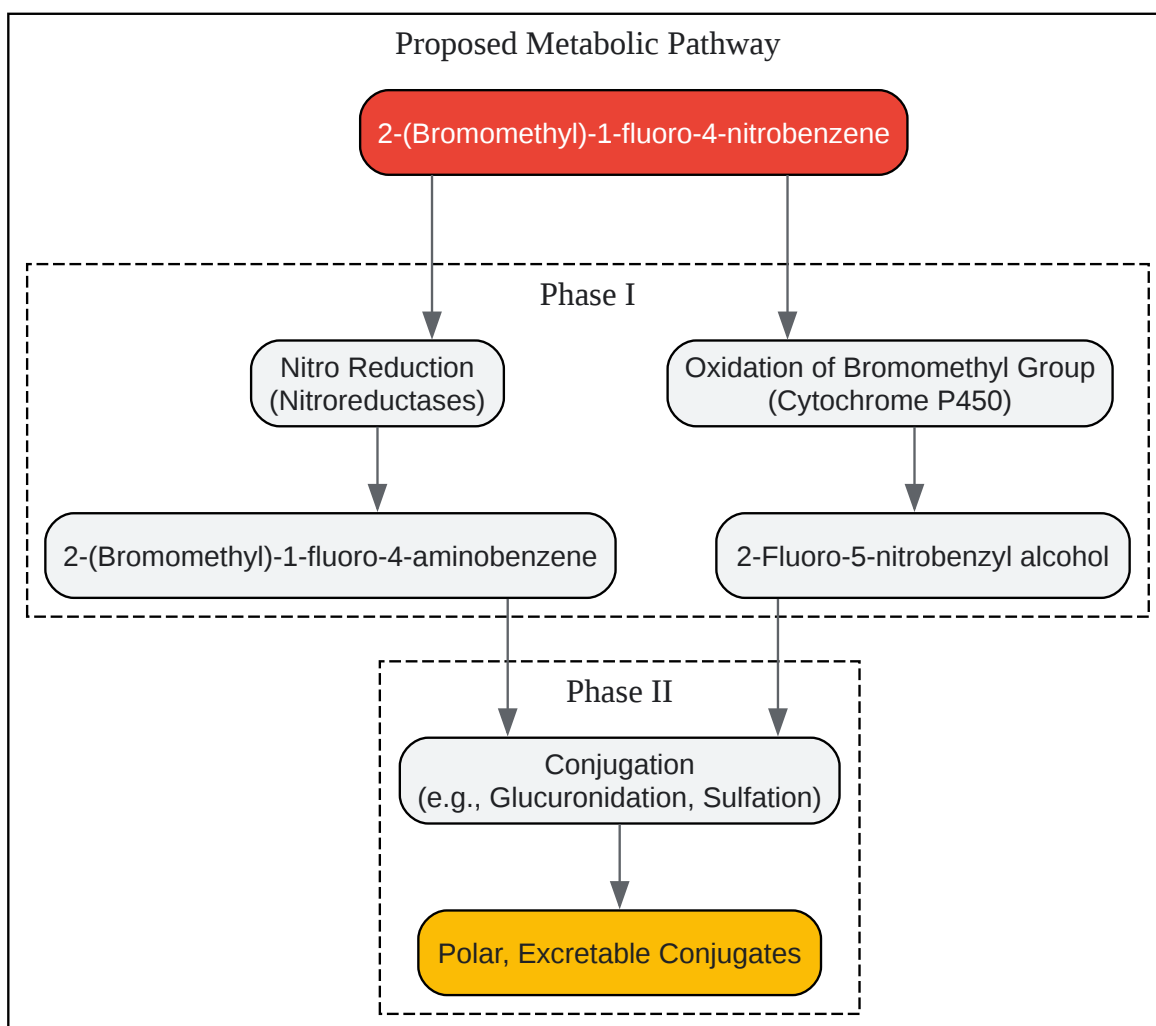 Proposed Metabolic Pathway
2-(Bromomethyl)-1-fluoro-4-nitrobenzene
Phase I
Nitro Reduction
(Nitroreductases)
Oxidation of Bromomethyl Group
(Cytochrome P450)
2-(Bromomethyl)-1-fluoro-4-aminobenzene
2-Fluoro-5-nitrobenzyl alcohol
Phase II
Conjugation
(e.g., Glucuronidation, Sulfation)
Polar, Excretable Conjugates